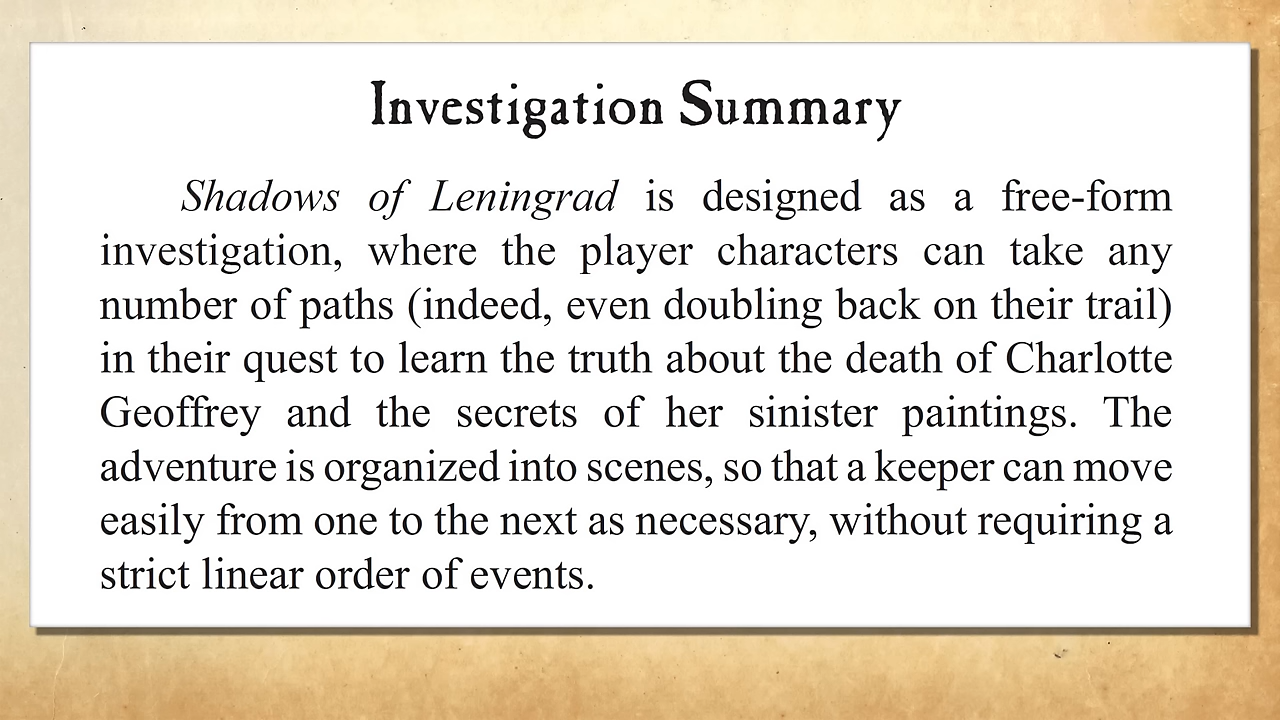 Investigation Summary
Shadows of Leningrad is designed as a free-form
investigation, where the player characters can take any
number of paths (indeed, even doubling back on their trail)
in their quest to learn the truth about the death of Charlotte
Geoffrey and the secrets of her sinister paintings. The
adventure is organized into scenes, so that a keeper can move
easily from one to the next as necessary, without requiring a
strict linear order of events.